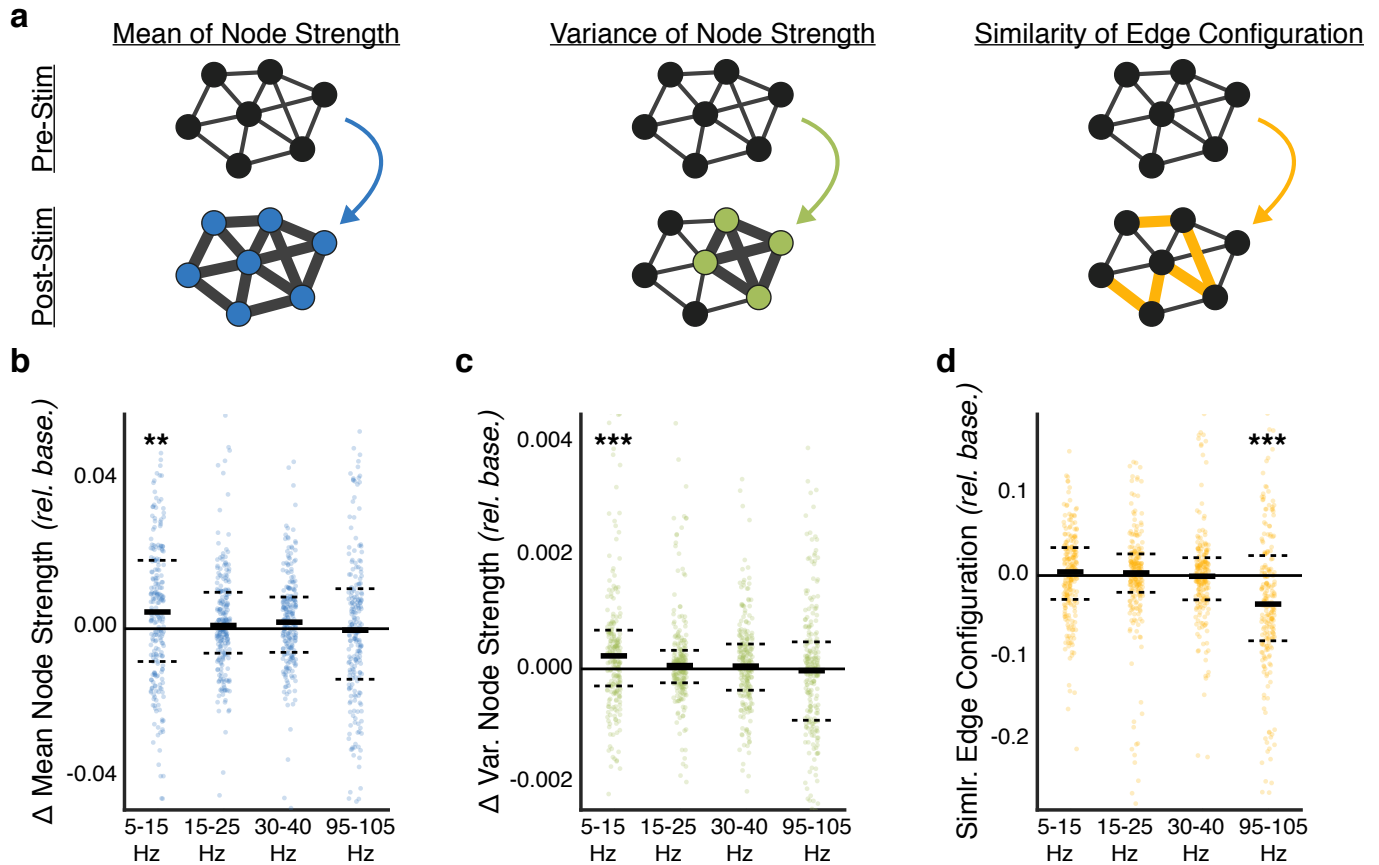 a
Mean of Node Strength
Variance of Node Strength
Similarity of Edge Configuration
Pre-Stim
Post-Stim
b
Δ Mean Node Strength (rel. base.)
**
0.04
0.00
-0.04
5-15 Hz
15-25 Hz
30-40 Hz
95-105 Hz
c
Δ Var. Node Strength (rel. base.)
***
0.004
0.002
0.000
-0.002
5-15 Hz
15-25 Hz
30-40 Hz
95-105 Hz
d
Simlr. Edge Configuration (rel. base.)
***
0.1
0.0
-0.1
-0.2
5-15 Hz
15-25 Hz
30-40 Hz
95-105 Hz